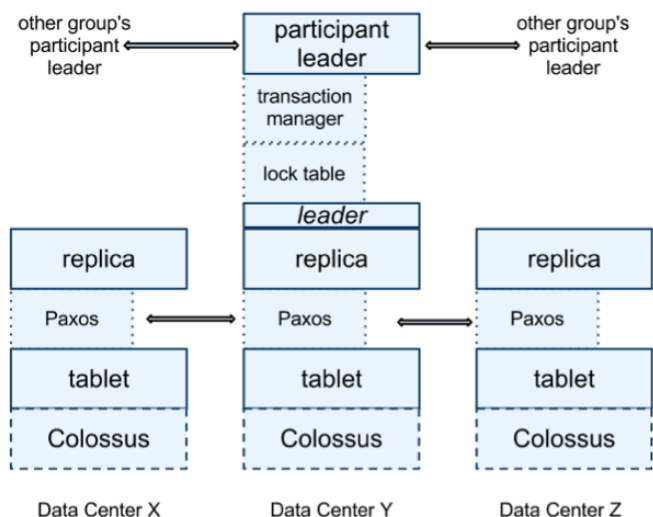 other group's
participant
leader
participant
leader
other group's
participant
leader
transaction
manager
lock table
leader
replica
replica
replica
Paxos
Paxos
Paxos
tablet
tablet
tablet
Colossus
Colossus
Colossus
Data Center X
Data Center Y
Data Center Z